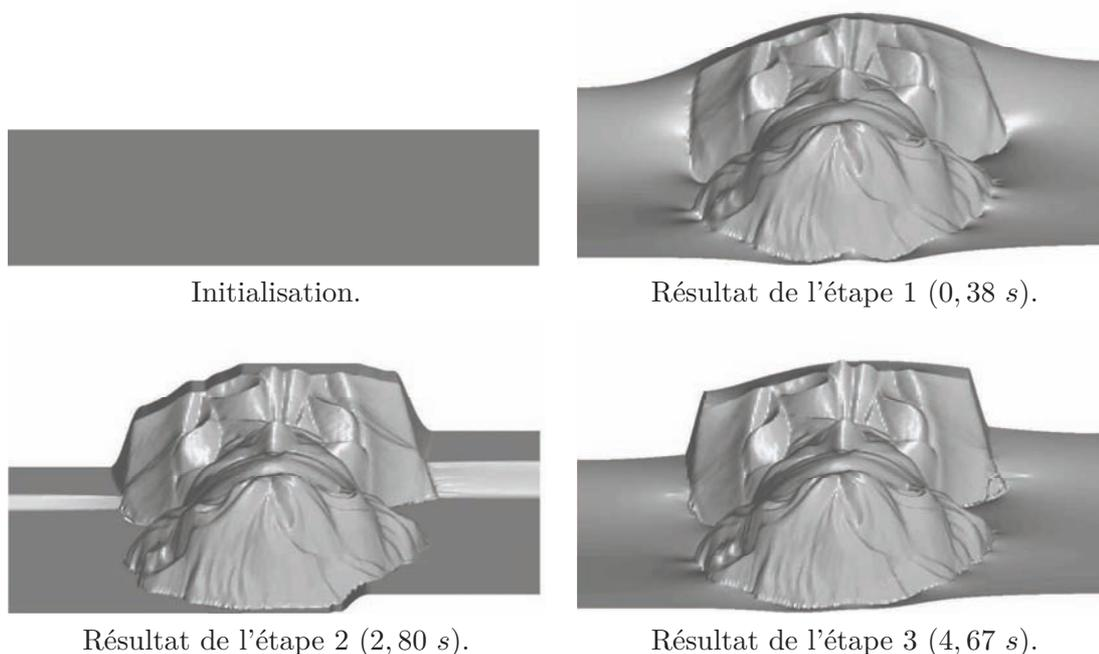 Initialisation.
Résultat de l'étape 1 (0, 38 s).
Résultat de l'étape 2 (2, 80 s).
Résultat de l'étape 3 (4, 67 s).